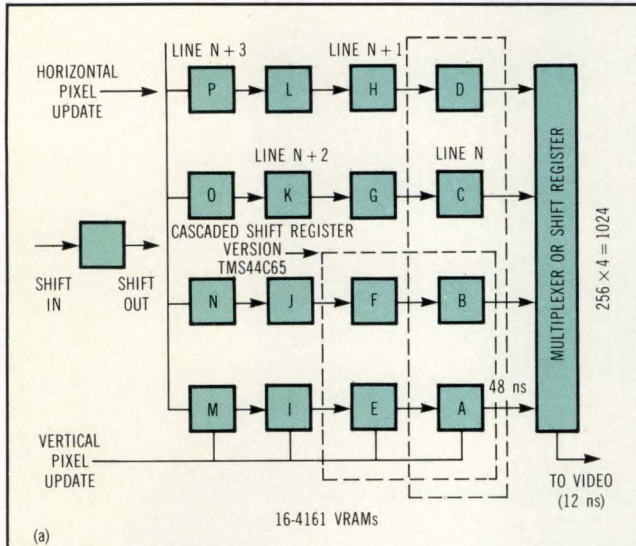 LINE N + 3
LINE N + 1
HORIZONTAL
PIXEL
UPDATE
P
L
H
D
LINE N + 2
LINE N
O
K
G
C
CASCADED SHIFT REGISTER
VERSION
TMS44C65
SHIFT
IN
SHIFT
OUT
N
J
F
B
M
I
E
A
48 ns
MULTIPLEXER OR SHIFT REGISTER
256 × 4 = 1024
VERTICAL
PIXEL
UPDATE
TO VIDEO
(12 ns)
16-4161 VRAMs
(a)